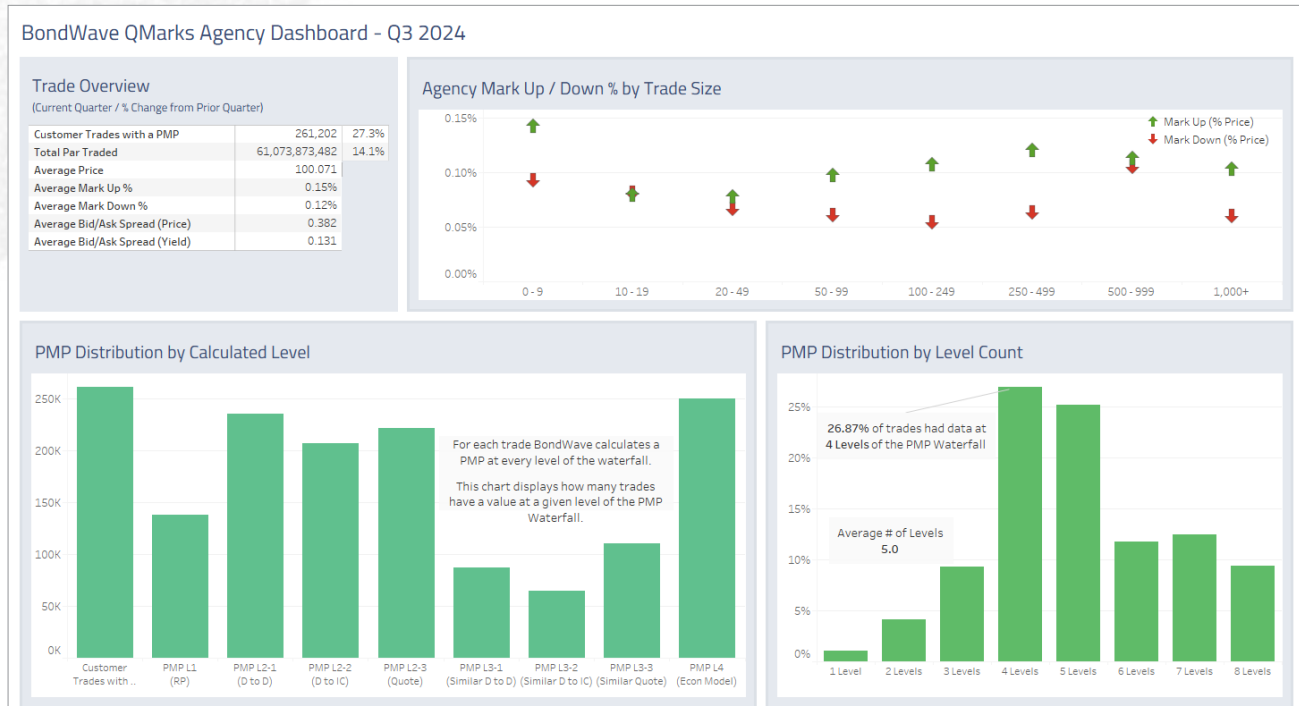 BondWave QMarks Agency Dashboard - Q3 2024
Trade Overview
(Current Quarter / % Change from Prior Quarter)
Customer Trades with a PMP 261,202 27.3%
Total Par Traded 61,073,873,482 14.1%
Average Price 100.071
Average Mark Up % 0.15%
Average Mark Down % 0.12%
Average Bid/Ask Spread (Price) 0.382
Average Bid/Ask Spread (Yield) 0.131
Agency Mark Up / Down % by Trade Size
Mark Up (% Price)
Mark Down (% Price)
0.15%
0.10%
0.05%
0.00%
0 - 9 10 - 19 20 - 49 50 - 99 100 - 249 250 - 499 500 - 999 1,000+
PMP Distribution by Calculated Level
250K
200K
150K
100K
50K
0K
For each trade BondWave calculates a
PMP at every level of the waterfall.
This chart displays how many trades
have a value at a given level of the PMP
Waterfall.
Customer PMP L1 PMP L2-1 PMP L2-2 PMP L2-3 PMP L3-1 PMP L3-2 PMP L3-3 PMP L4
Trades with .. (RP) (D to D) (D to IC) (Quote) (Similar D to D) (Similar D to IC) (Similar Quote) (Econ Model)
PMP Distribution by Level Count
25%
20%
15%
10%
5%
0%
26.87% of trades had data at
4 Levels of the PMP Waterfall
Average # of Levels
5.0
1 Level 2 Levels 3 Levels 4 Levels 5 Levels 6 Levels 7 Levels 8 Levels